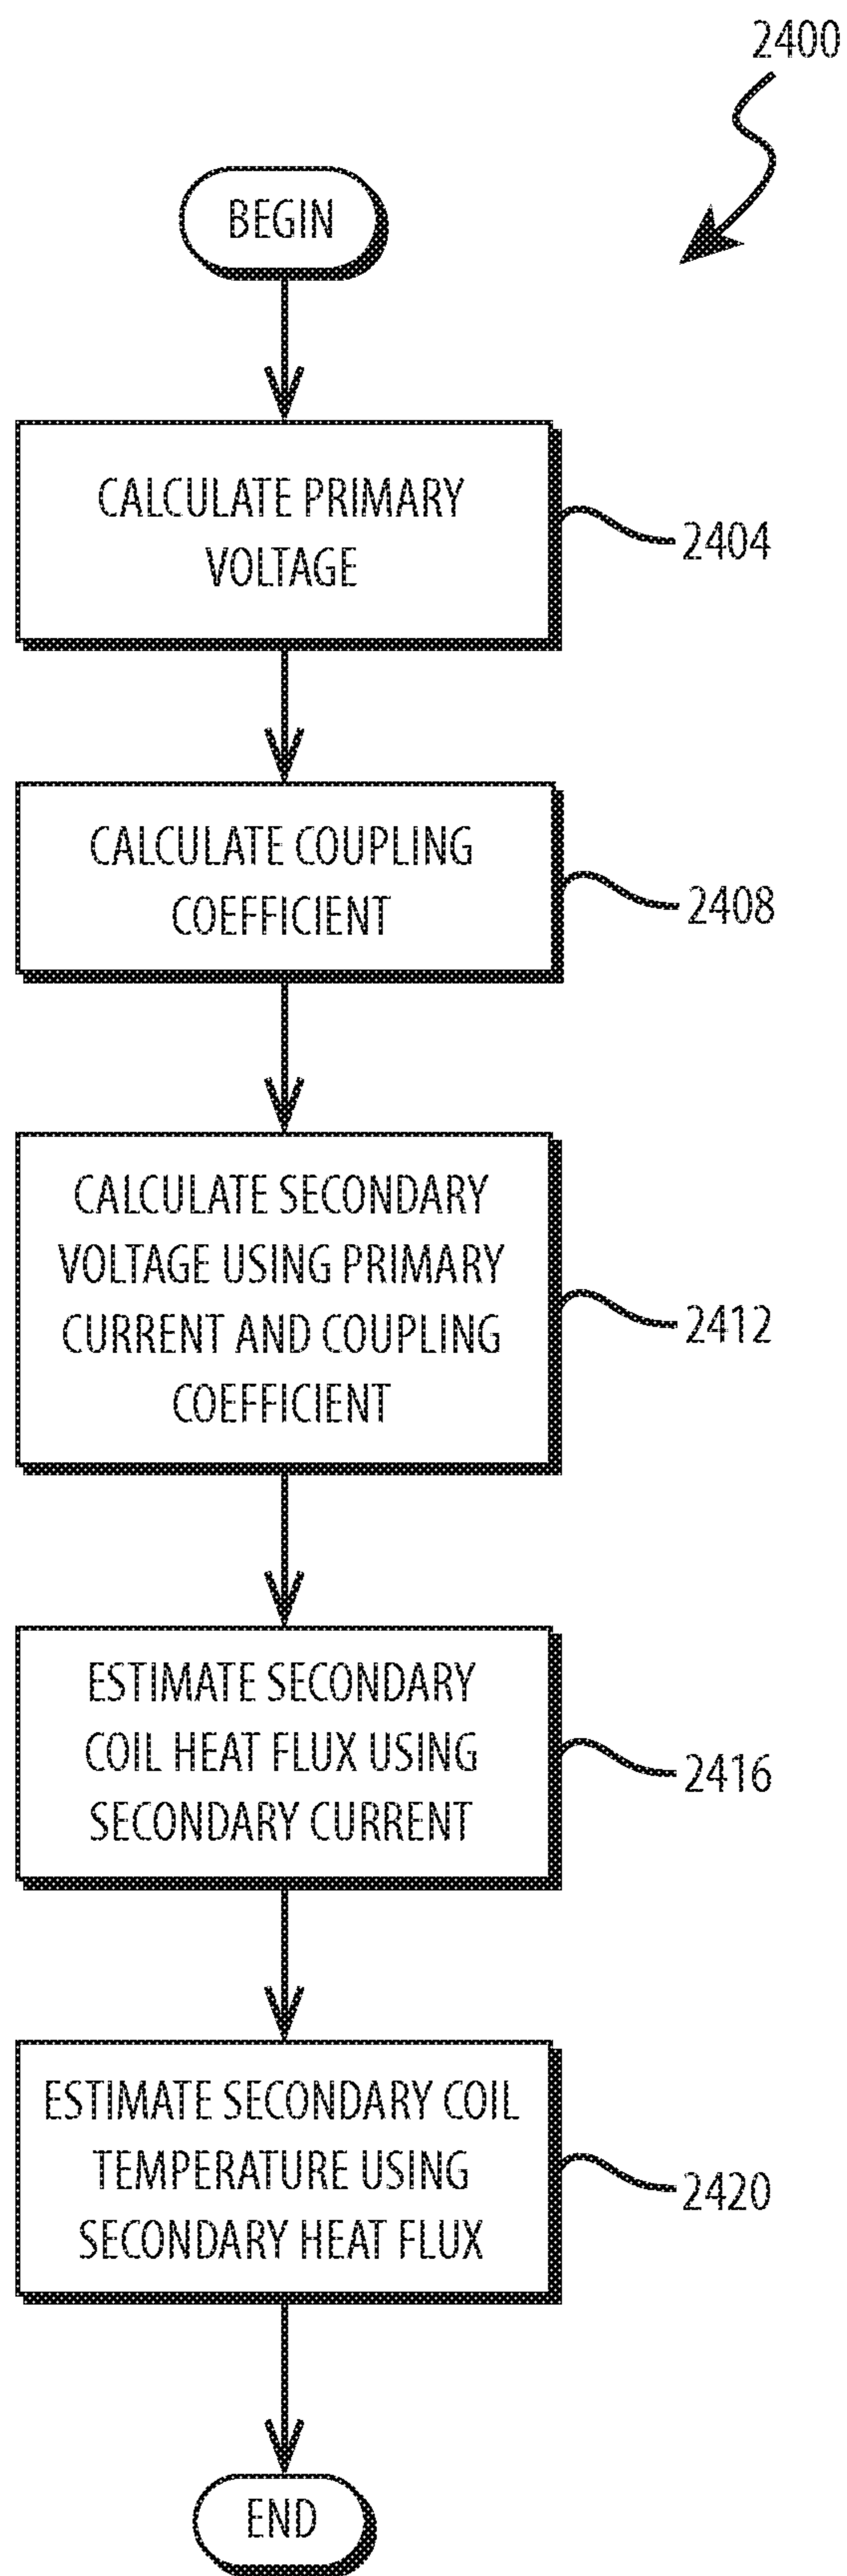 2400
BEGIN
CALCULATE PRIMARY
VOLTAGE
2404
CALCULATE COUPLING
COEFFICIENT
2408
CALCULATE SECONDARY
VOLTAGE USING PRIMARY
CURRENT AND COUPLING
COEFFICIENT
2412
ESTIMATE SECONDARY
COIL HEAT FLUX USING
SECONDARY CURRENT
2416
ESTIMATE SECONDARY COIL
TEMPERATURE USING
SECONDARY HEAT FLUX
2420
END